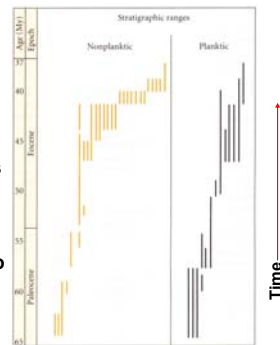 Stratigraphic ranges
Age (My)
Epoch
Nonplanktic
Planktic
37
40
45
50
55
60
65
Eocene
Paleocene
Time